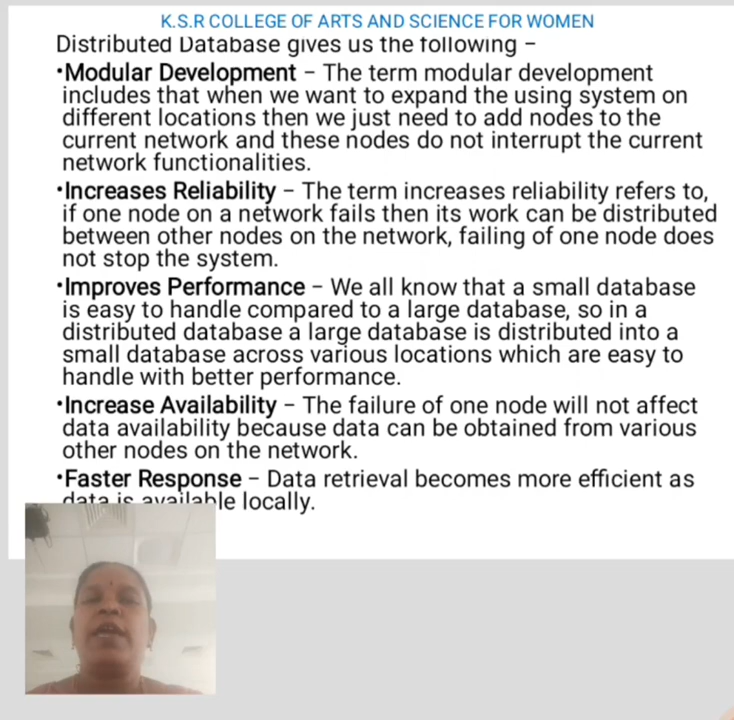 K.S.R COLLEGE OF ARTS AND SCIENCE FOR WOMEN
Distributed Database gives us the following –
•Modular Development – The term modular development
includes that when we want to expand the using system on
different locations then we just need to add nodes to the
current network and these nodes do not interrupt the current
network functionalities.
•Increases Reliability – The term increases reliability refers to,
if one node on a network fails then its work can be distributed
between other nodes on the network, failing of one node does
not stop the system.
•Improves Performance – We all know that a small database
is easy to handle compared to a large database, so in a
distributed database a large database is distributed into a
small database across various locations which are easy to
handle with better performance.
•Increase Availability – The failure of one node will not affect
data availability because data can be obtained from various
other nodes on the network.
•Faster Response – Data retrieval becomes more efficient as
data is available locally.